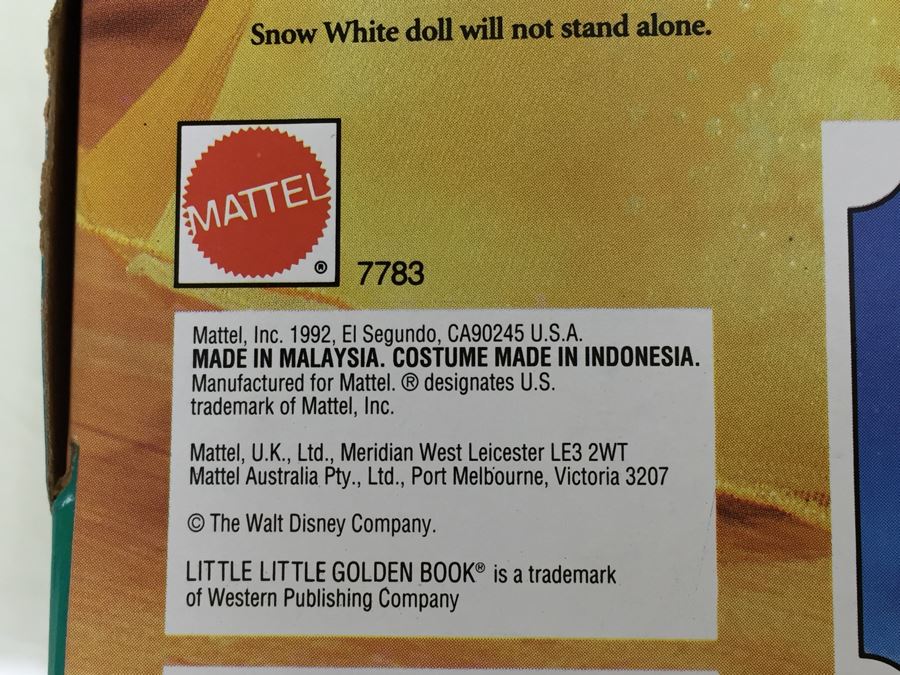 Snow White doll will not stand alone.
MATTEL
®
7783
Mattel, Inc. 1992, El Segundo, CA90245 U.S.A.
MADE IN MALAYSIA. COSTUME MADE IN INDONESIA.
Manufactured for Mattel. ® designates U.S.
trademark of Mattel, Inc.
Mattel, U.K., Ltd., Meridian West Leicester LE3 2WT
Mattel Australia Pty., Ltd., Port Melbourne, Victoria 3207
© The Walt Disney Company.
LITTLE LITTLE GOLDEN BOOK® is a trademark
of Western Publishing Company